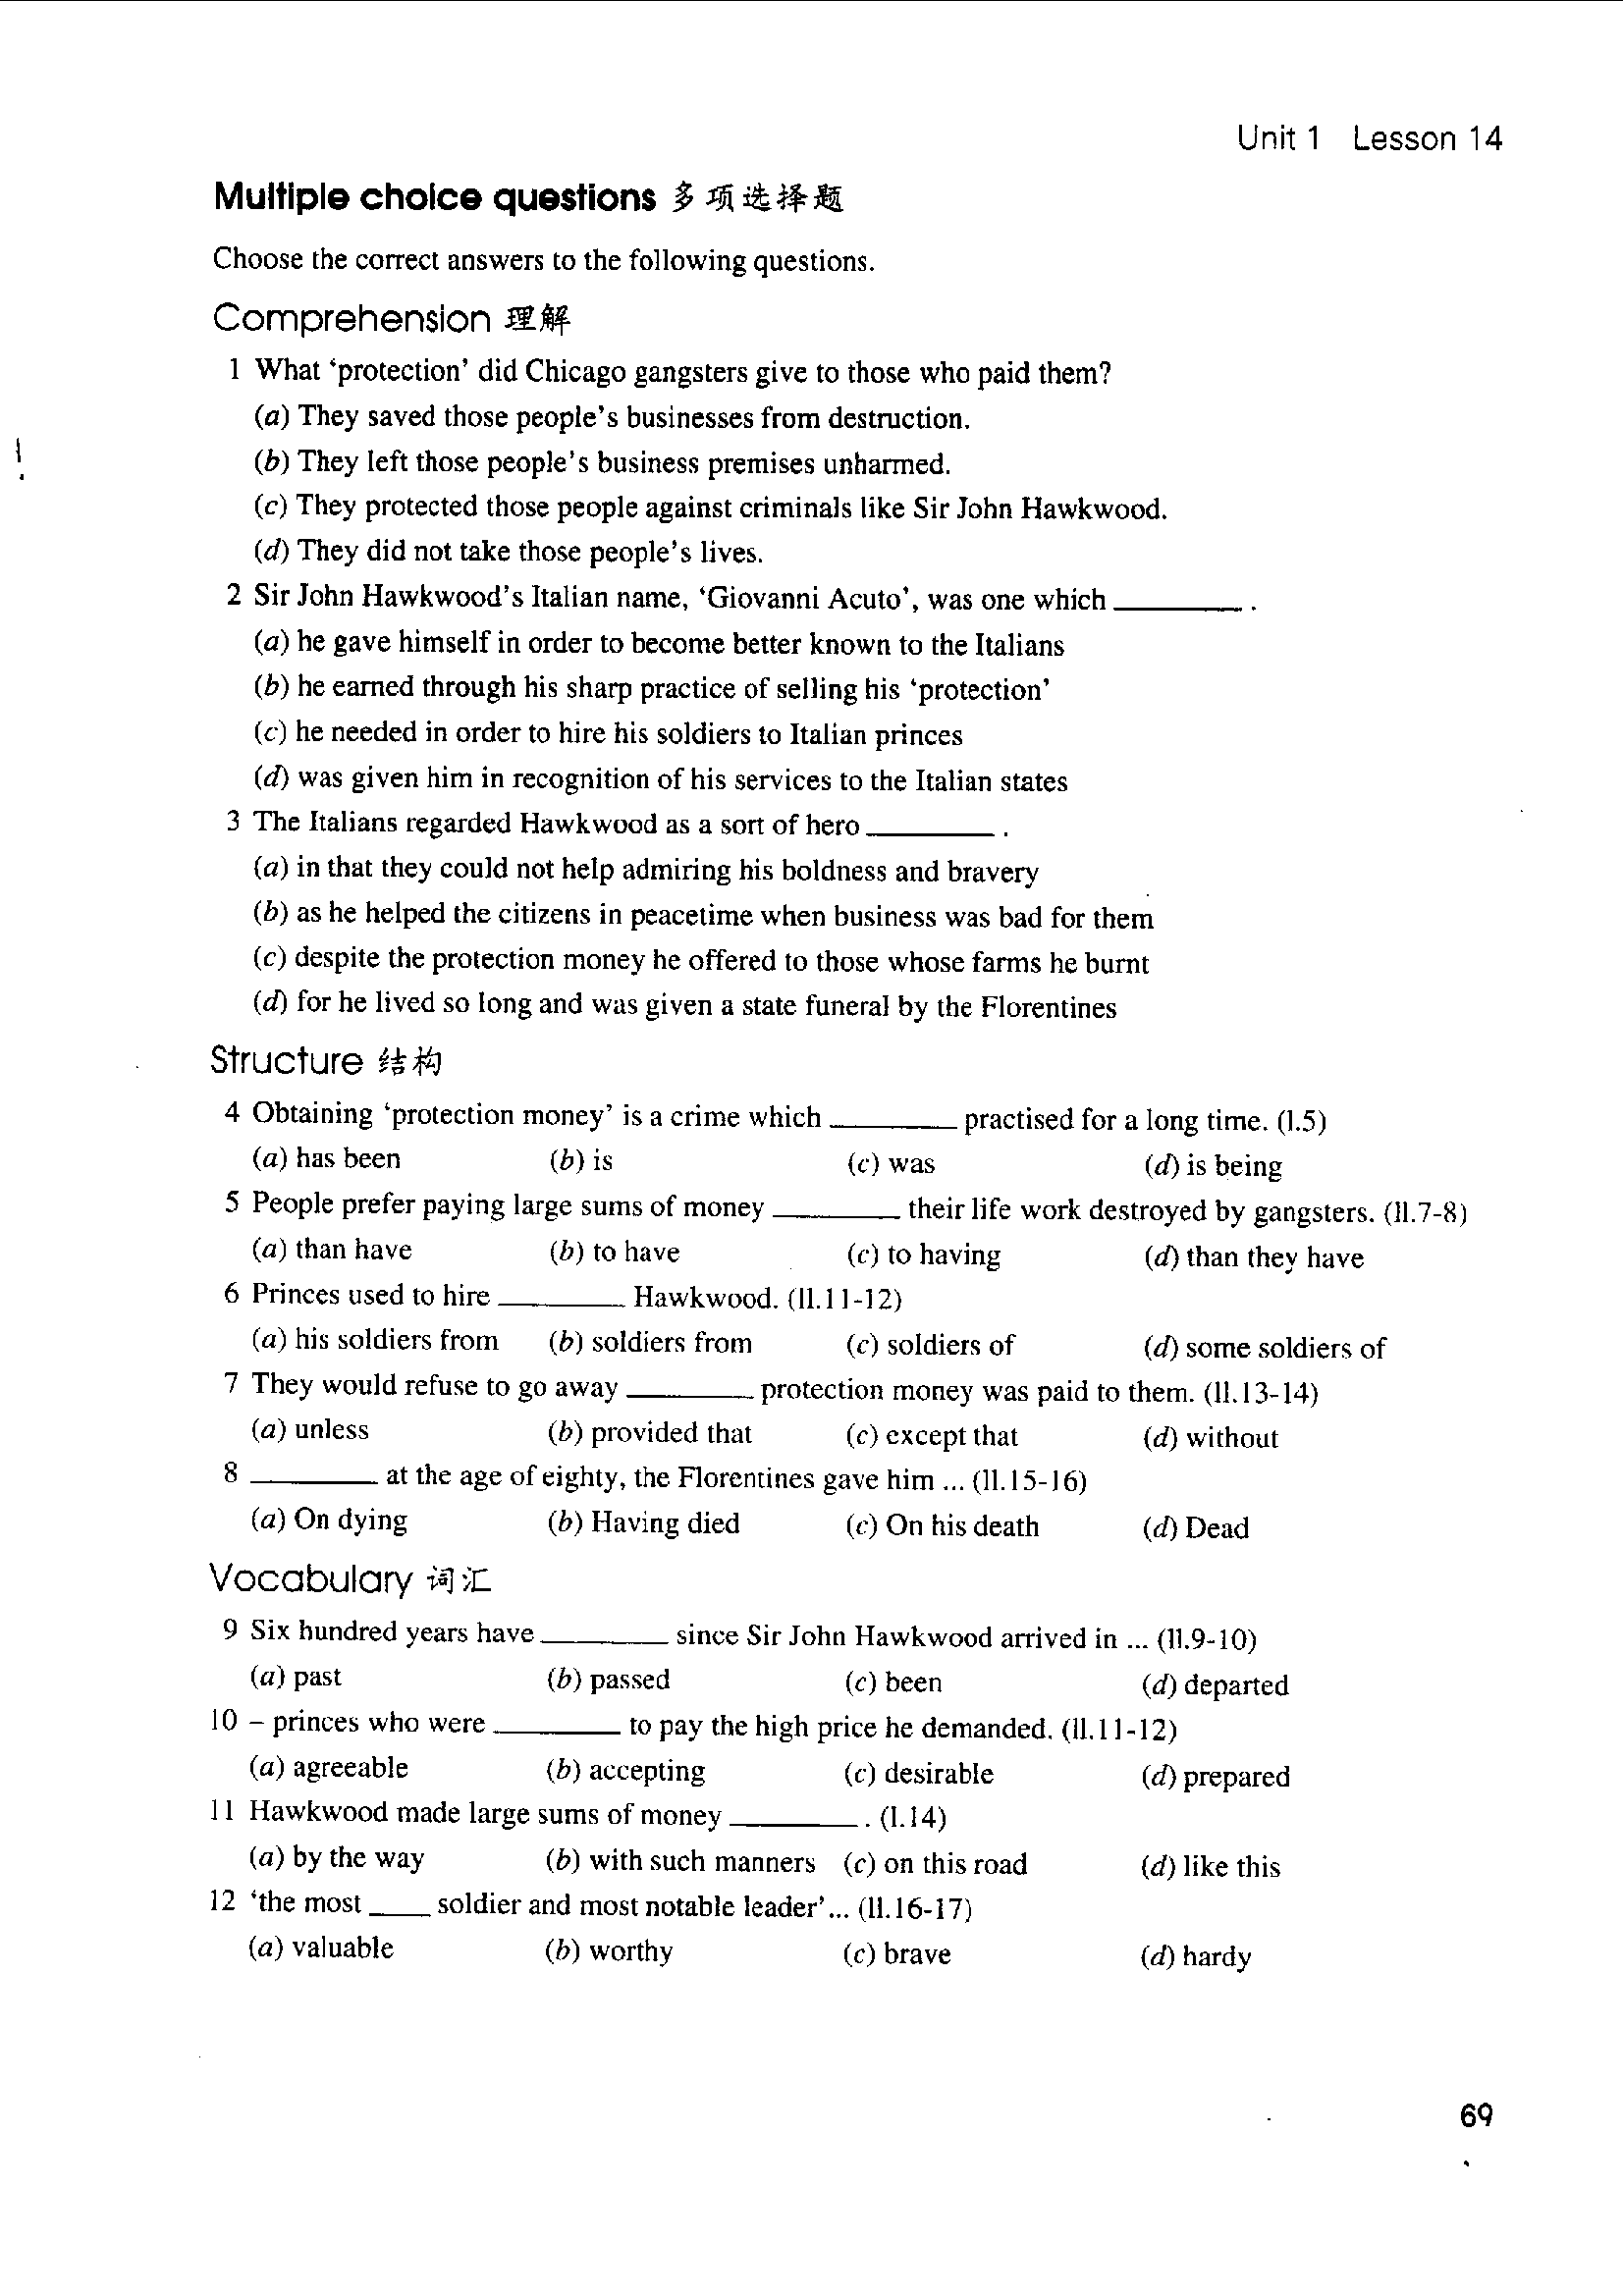 Unit 1 Lesson 14
Multiple choice questions 多项选择题
Choose the correct answers to the following questions.
Comprehension 理解
1 What ‘protection’ did Chicago gangsters give to those who paid them?
(a) They saved those people’s businesses from destruction.
(b) They left those people’s business premises unharmed.
(c) They protected those people against criminals like Sir John Hawkwood.
(d) They did not take those people’s lives.
2 Sir John Hawkwood’s Italian name, ‘Giovanni Acuto’, was one which ________ .
(a) he gave himself in order to become better known to the Italians
(b) he earned through his sharp practice of selling his ‘protection’
(c) he needed in order to hire his soldiers to Italian princes
(d) was given him in recognition of his services to the Italian states
3 The Italians regarded Hawkwood as a sort of hero ________ .
(a) in that they could not help admiring his boldness and bravery
(b) as he helped the citizens in peacetime when business was bad for them
(c) despite the protection money he offered to those whose farms he burnt
(d) for he lived so long and was given a state funeral by the Florentines
Structure 结构
4 Obtaining ‘protection money’ is a crime which ________ practised for a long time. (l.5)
(a) has been (b) is (c) was (d) is being
5 People prefer paying large sums of money ________ their life work destroyed by gangsters. (ll.7-8)
(a) than have (b) to have (c) to having (d) than they have
6 Princes used to hire ________ Hawkwood. (ll.11-12)
(a) his soldiers from (b) soldiers from (c) soldiers of (d) some soldiers of
7 They would refuse to go away ________ protection money was paid to them. (ll.13-14)
(a) unless (b) provided that (c) except that (d) without
8 ________ at the age of eighty, the Florentines gave him ... (ll.15-16)
(a) On dying (b) Having died (c) On his death (d) Dead
Vocabulary 词汇
9 Six hundred years have ________ since Sir John Hawkwood arrived in ... (ll.9-10)
(a) past (b) passed (c) been (d) departed
10 – princes who were ________ to pay the high price he demanded. (ll.11-12)
(a) agreeable (b) accepting (c) desirable (d) prepared
11 Hawkwood made large sums of money ________ . (l.14)
(a) by the way (b) with such manners (c) on this road (d) like this
12 ‘the most ____ soldier and most notable leader’... (ll.16-17)
(a) valuable (b) worthy (c) brave (d) hardy
69